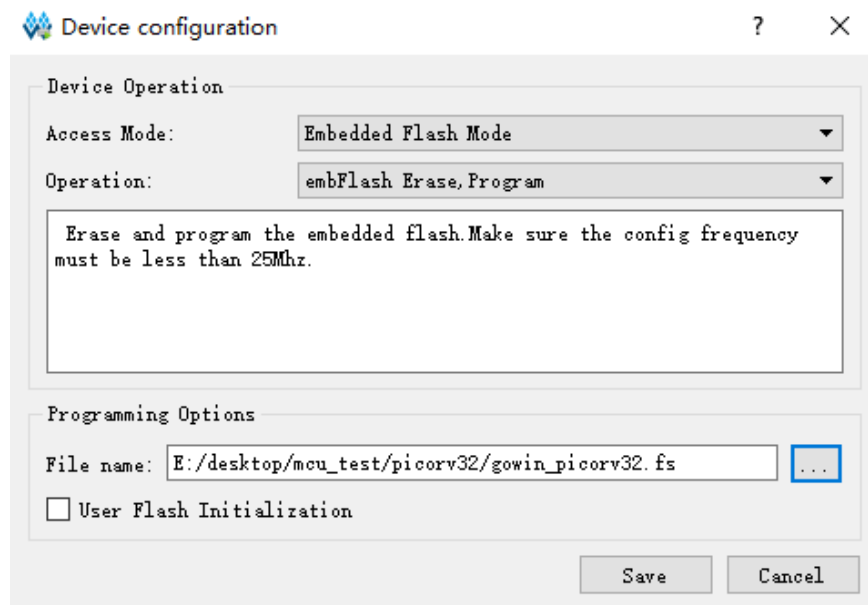 Device configuration
?
Device Operation
Access Mode:
Embedded Flash Mode
Operation:
embFlash Erase,Program
Erase and program the embedded flash.Make sure the config frequency
must be less than 25Mhz.
Programming Options
File name:
E:/desktop/mcu_test/picorv32/gowin_picorv32.fs
...
User Flash Initialization
Save
Cancel